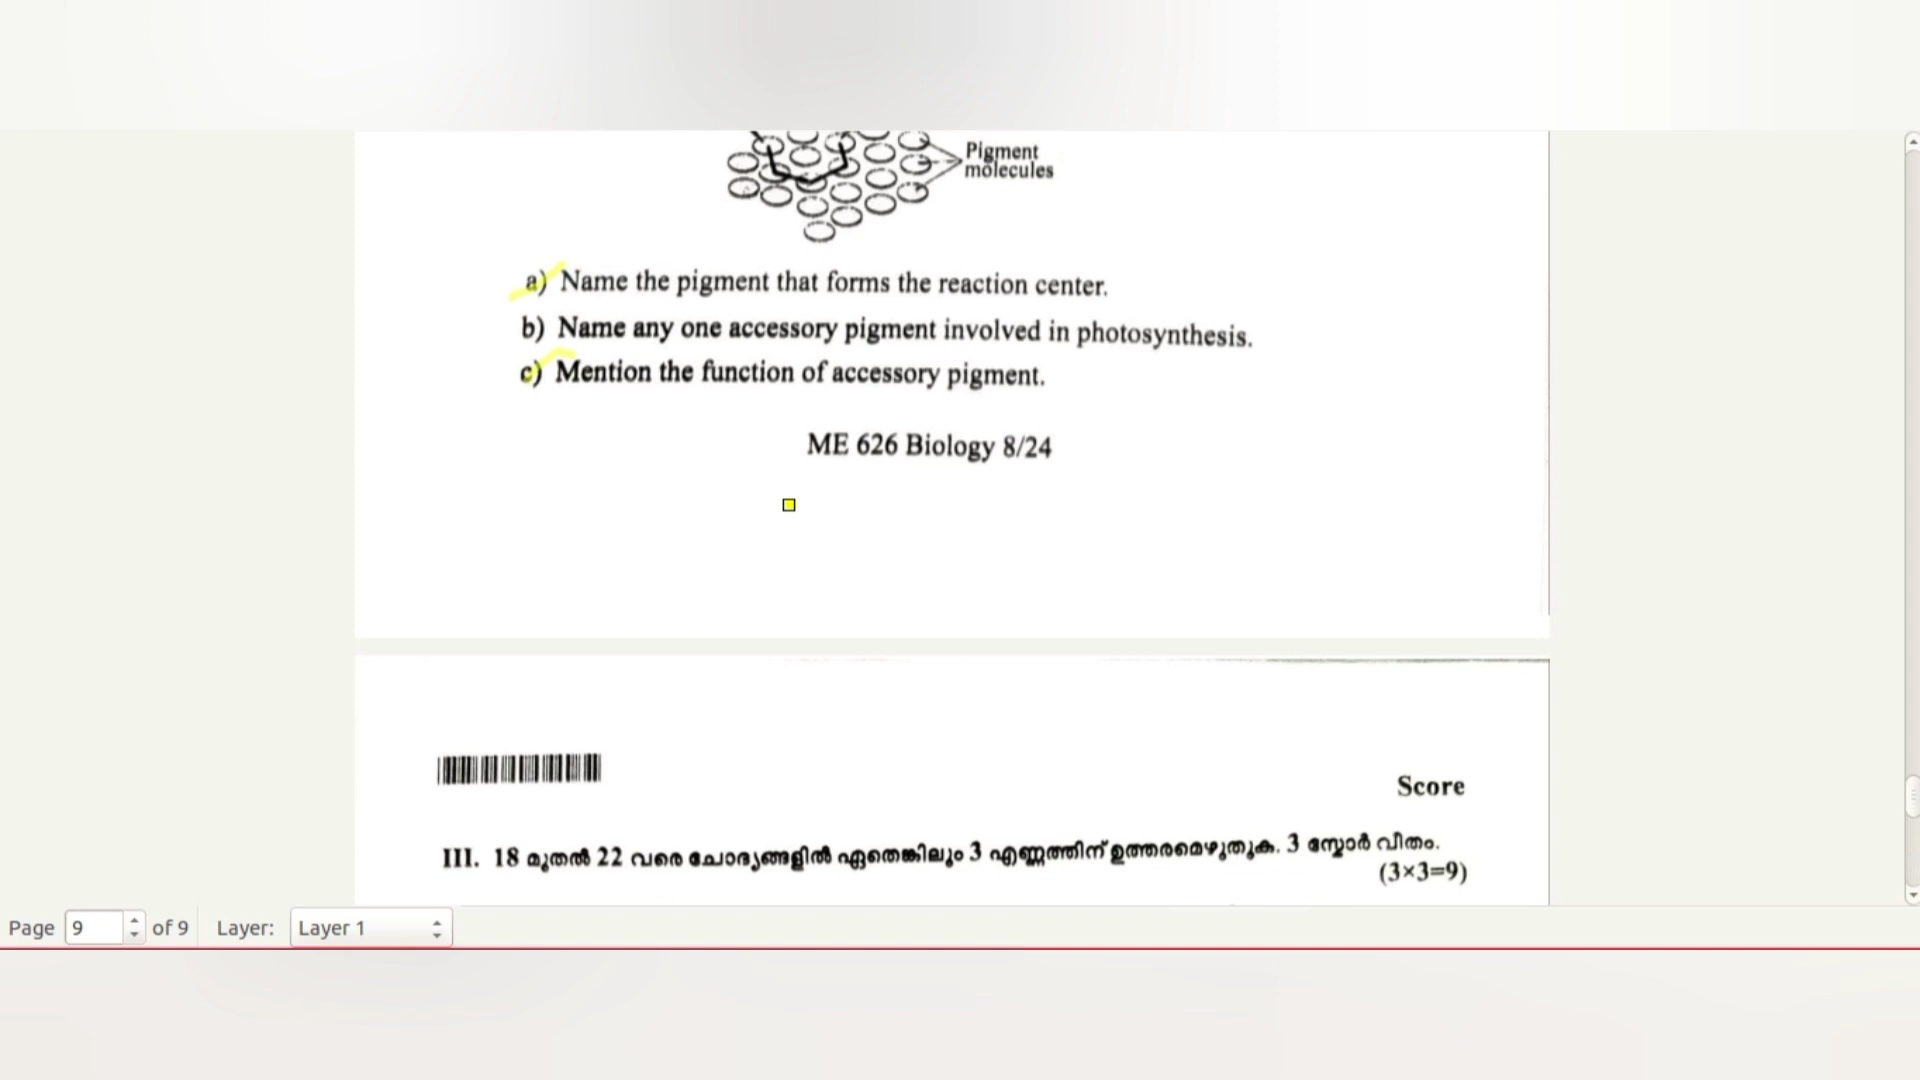 Pigment
molecules
a) Name the pigment that forms the reaction center.
b) Name any one accessory pigment involved in photosynthesis.
c) Mention the function of accessory pigment.
ME 626 Biology 8/24
Score
III. 18 മുതൽ 22 വരെ ചോദ്യങ്ങളിൽ ഏതെങ്കിലും 3 എണ്ണത്തിന് ഉത്തരമെഴുതുക. 3 സ്കോർ വീതം.
(3×3=9)
Page 9 of 9 Layer: Layer 1